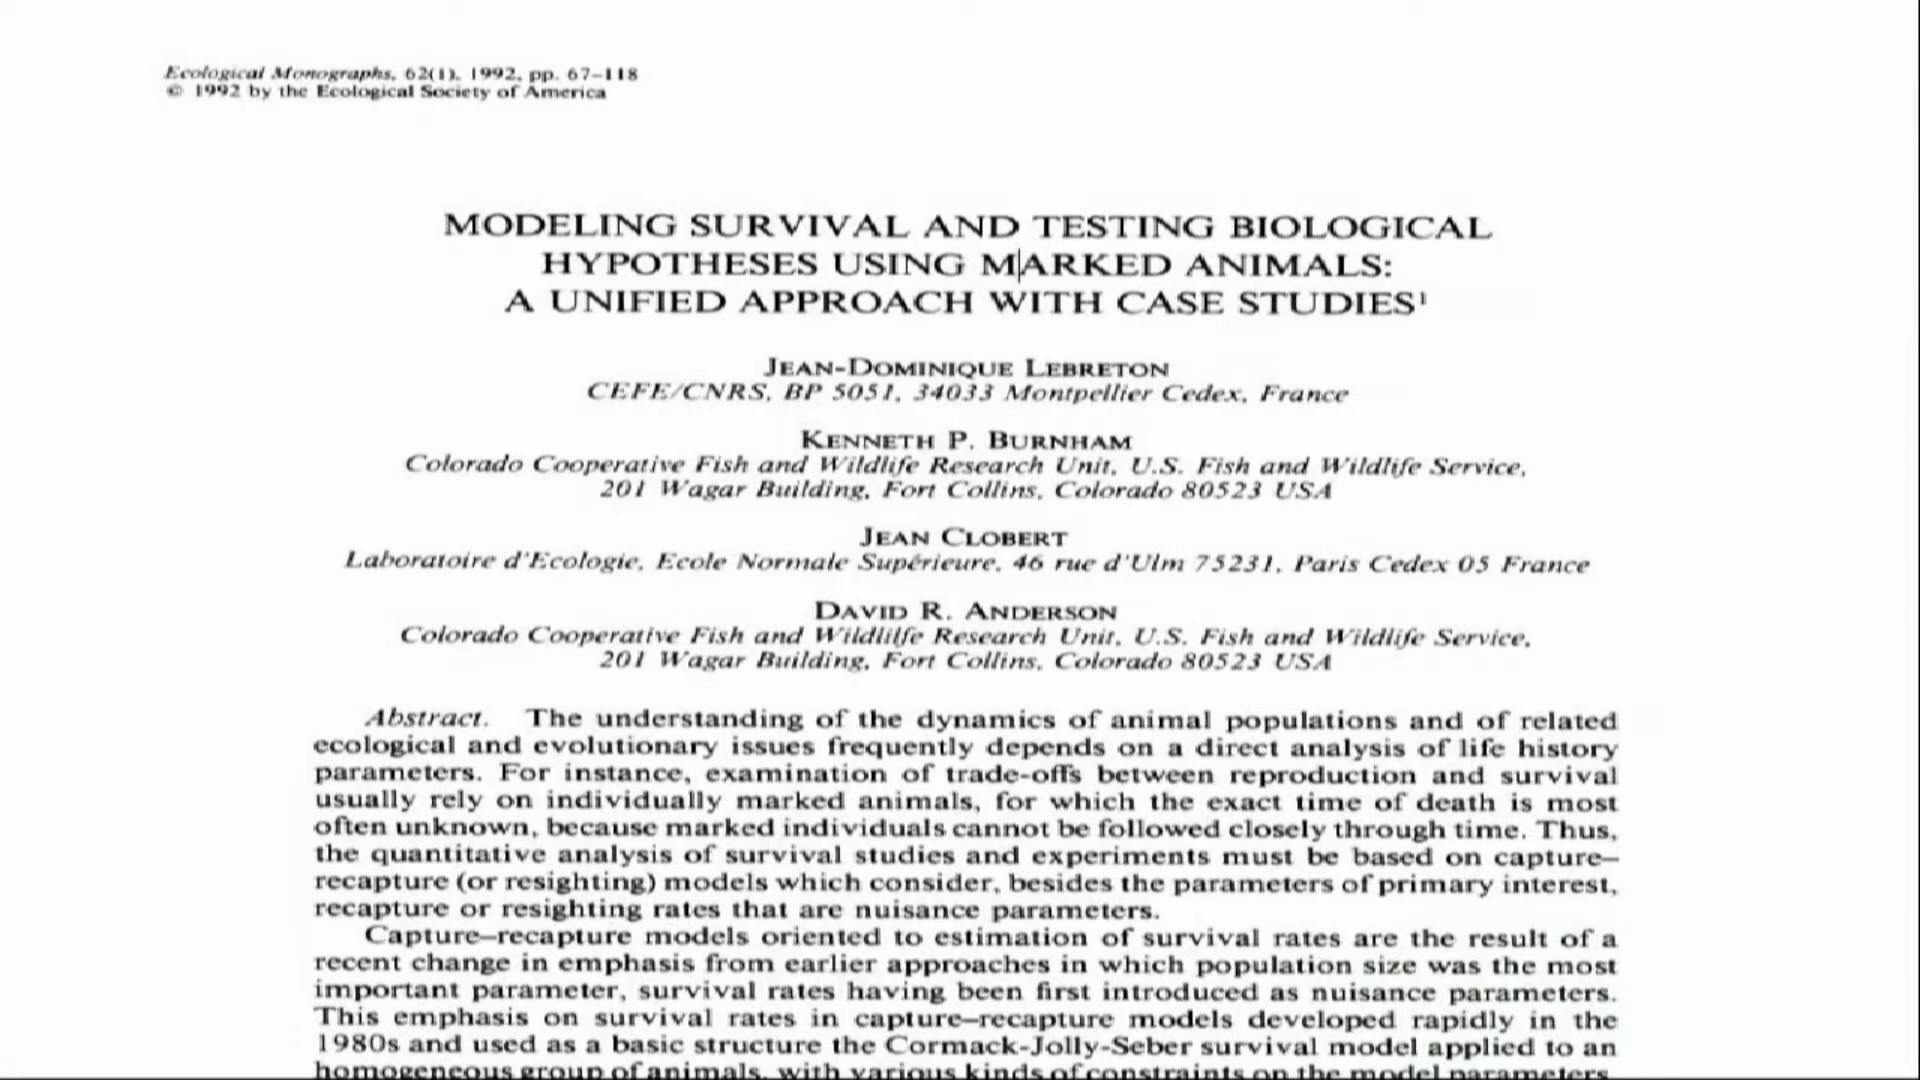 Ecological Monographs, 62(1), 1992, pp. 67–118
© 1992 by the Ecological Society of America
MODELING SURVIVAL AND TESTING BIOLOGICAL
HYPOTHESES USING MARKED ANIMALS:
A UNIFIED APPROACH WITH CASE STUDIES¹
JEAN-DOMINIQUE LEBRETON
CEFE/CNRS, BP 5051, 34033 Montpellier Cedex, France
KENNETH P. BURNHAM
Colorado Cooperative Fish and Wildlife Research Unit, U.S. Fish and Wildlife Service,
201 Wagar Building, Fort Collins, Colorado 80523 USA
JEAN CLOBERT
Laboratoire d'Ecologie, Ecole Normale Supérieure, 46 rue d'Ulm 75231, Paris Cedex 05 France
DAVID R. ANDERSON
Colorado Cooperative Fish and Wildlilfe Research Unit, U.S. Fish and Wildlife Service,
201 Wagar Building, Fort Collins, Colorado 80523 USA
Abstract. The understanding of the dynamics of animal populations and of related
ecological and evolutionary issues frequently depends on a direct analysis of life history
parameters. For instance, examination of trade-offs between reproduction and survival
usually rely on individually marked animals, for which the exact time of death is most
often unknown, because marked individuals cannot be followed closely through time. Thus,
the quantitative analysis of survival studies and experiments must be based on capture–
recapture (or resighting) models which consider, besides the parameters of primary interest,
recapture or resighting rates that are nuisance parameters.
Capture–recapture models oriented to estimation of survival rates are the result of a
recent change in emphasis from earlier approaches in which population size was the most
important parameter, survival rates having been first introduced as nuisance parameters.
This emphasis on survival rates in capture–recapture models developed rapidly in the
1980s and used as a basic structure the Cormack-Jolly-Seber survival model applied to an
homogeneous group of animals, with various kinds of constraints on the model parameters.